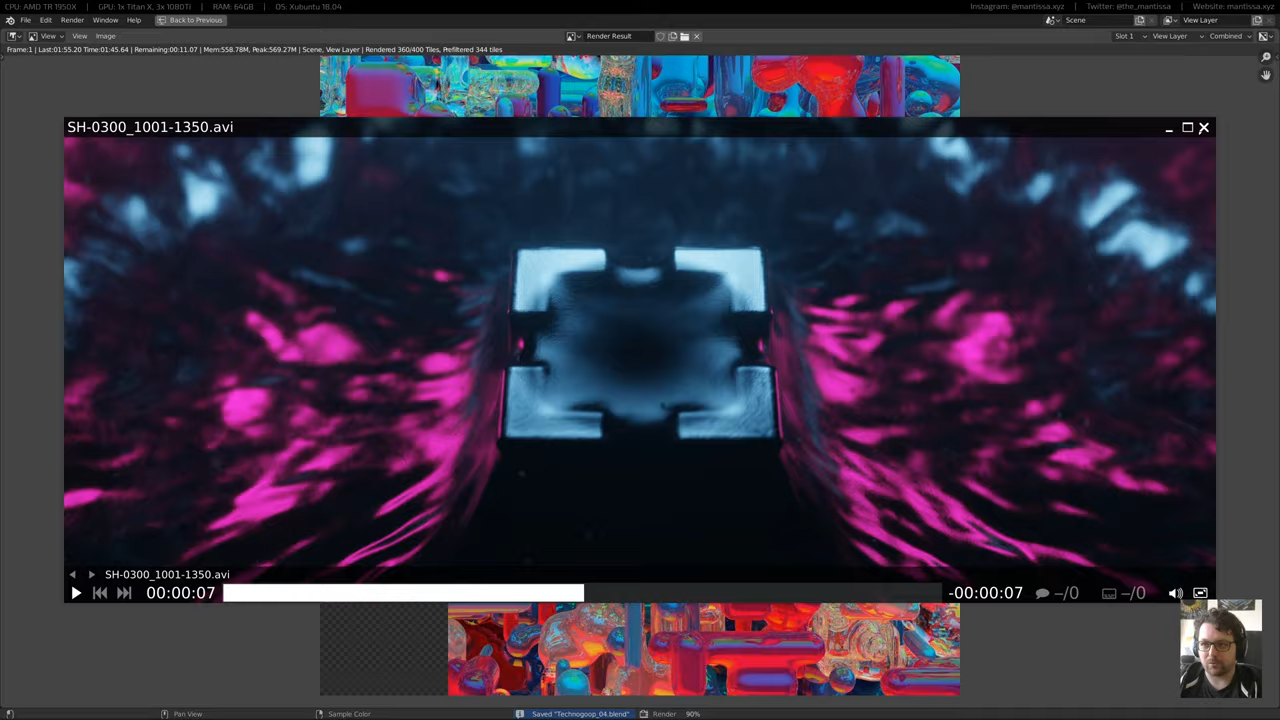 CPU: AMD TR 1950X GPU: 1x Titan X, 3x 1080Ti RAM: 64GB OS: Xubuntu 18.04 Instagram: @mantissa.xyz Twitter: @the_mantissa Website: mantissa.xyz
File Edit Render Window Help Back to Previous Scene View Layer
View View Image Render Result Slot 1 View Layer Combined
Frame:1 | Last:01:55.20 Time:01:45.64 | Remaining:00:11.07 | Mem:558.78M, Peak:569.27M | Scene, View Layer | Rendered 360/400 Tiles, Prefiltered 344 tiles
SH-0300_1001-1350.avi
SH-0300_1001-1350.avi
00:00:07 -00:00:07 –/0 –/0
Pan View Sample Color Saved "Technogoop_04.blend" Render 90%